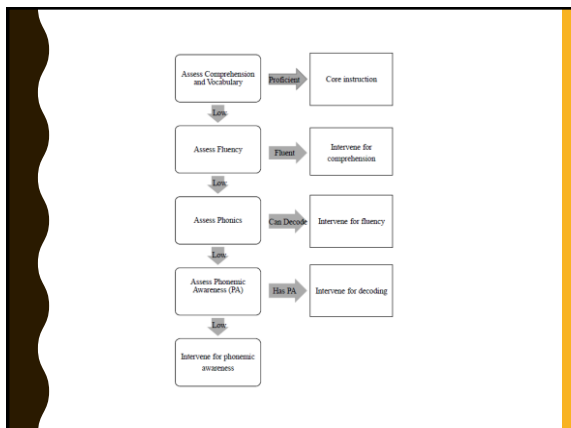 Assess Comprehension
and Vocabulary
Proficient
Core instruction
Low
Assess Fluency
Fluent
Intervene for
comprehension
Low
Assess Phonics
Can Decode
Intervene for fluency
Low
Assess Phonemic
Awareness (PA)
Has PA
Intervene for decoding
Low
Intervene for phonemic
awareness